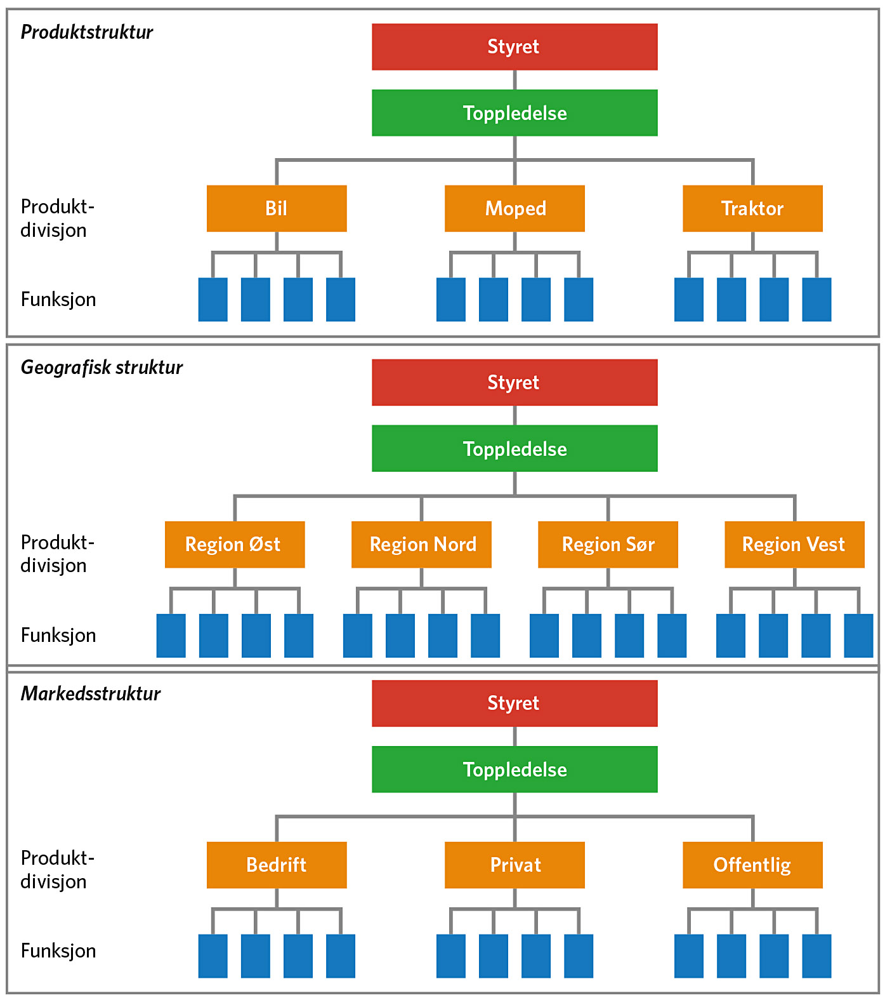 Produktstruktur
Styret
Toppledelse
Produkt-
divisjon
Bil
Moped
Traktor
Funksjon
Geografisk struktur
Styret
Toppledelse
Produkt-
divisjon
Region Øst
Region Nord
Region Sør
Region Vest
Funksjon
Markedsstruktur
Styret
Toppledelse
Produkt-
divisjon
Bedrift
Privat
Offentlig
Funksjon